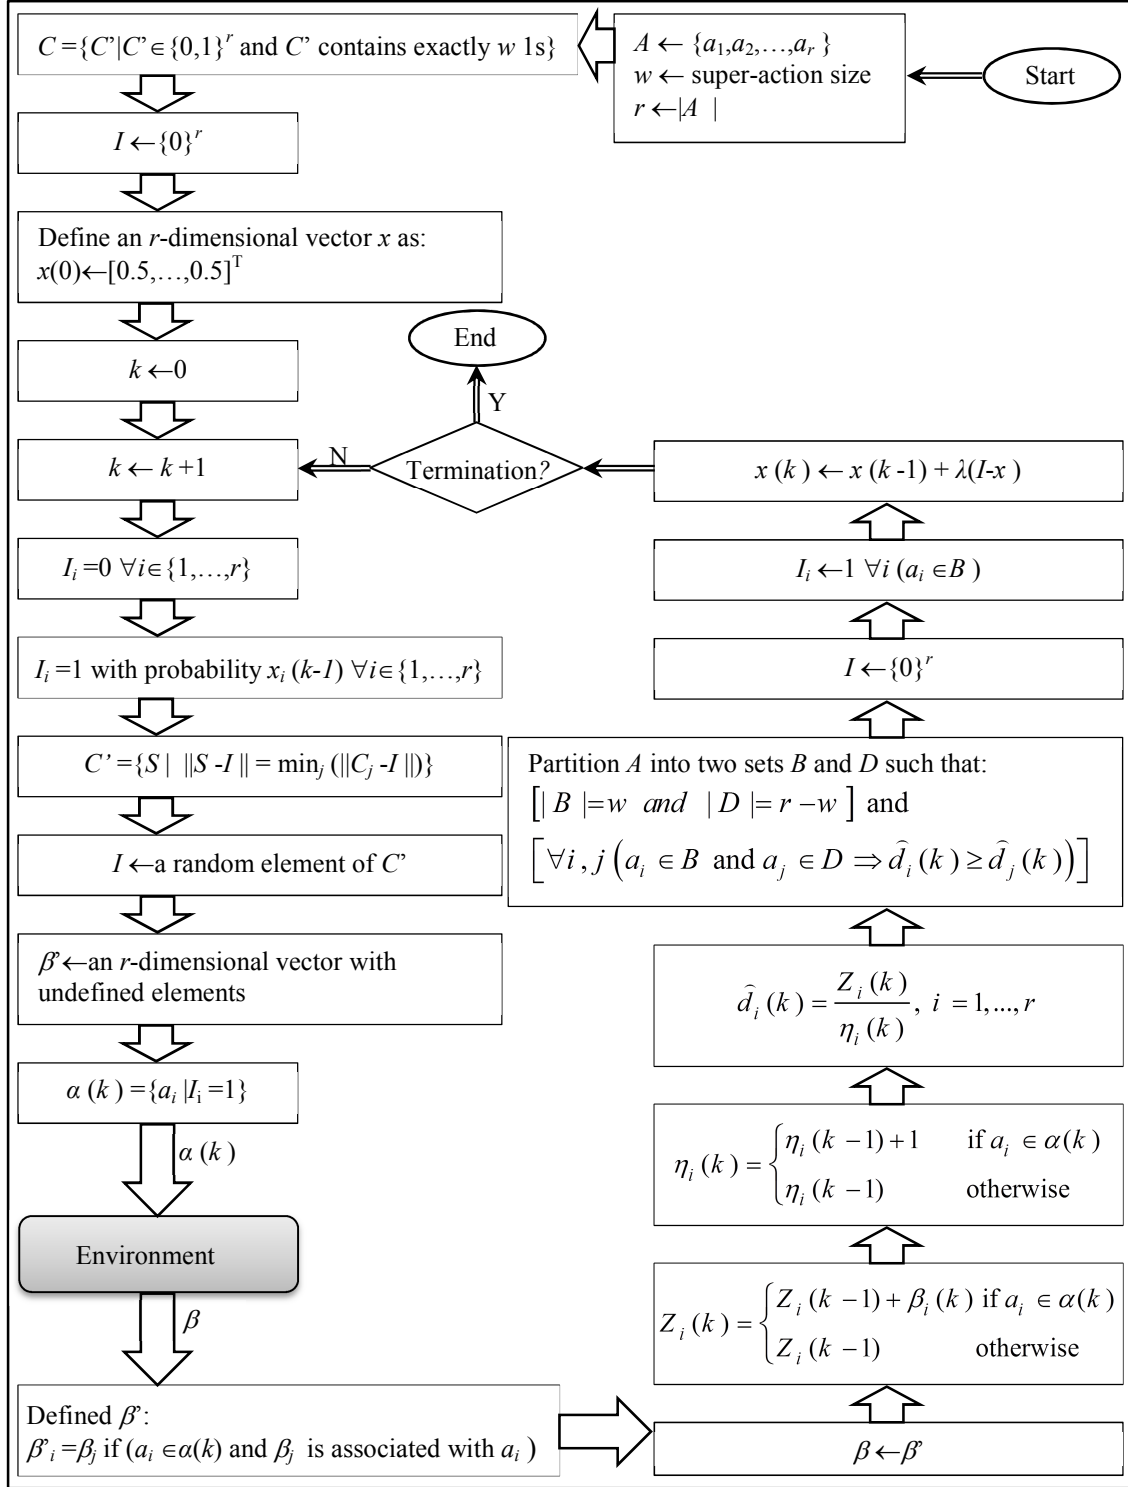 Start
A ← {a₁,a₂,…,aᵣ }
w ← super-action size
r ←|A |
C ={C’|C’∈{0,1}ʳ and C’ contains exactly w 1s}
I ←{0}ʳ
Define an r-dimensional vector x as:
x(0)←[0.5,…,0.5]ᵀ
k ←0
k ← k +1
Iᵢ =0 ∀i∈{1,…,r}
Iᵢ =1 with probability xᵢ (k-1) ∀i∈{1,…,r}
C’={S | ||S -I || = minⱼ (||Cⱼ -I ||)}
I ←a random element of C’
β’←an r-dimensional vector with
undefined elements
α (k ) ={aᵢ |Iᵢ =1}
α (k )
Environment
β
Defined β’:
β’ᵢ =βⱼ if (aᵢ ∈α(k) and βⱼ is associated with aᵢ )
β ←β’
Zᵢ (k ) = { Zᵢ (k −1) + βᵢ (k ) if aᵢ ∈ α(k )
Zᵢ (k −1) otherwise
ηᵢ (k ) = { ηᵢ (k −1) +1 if aᵢ ∈ α(k )
ηᵢ (k −1) otherwise
d̂ᵢ (k ) = Zᵢ (k ) / ηᵢ (k ) , i = 1,...,r
Partition A into two sets B and D such that:
[| B |= w and | D |= r − w ] and
[∀i , j (aᵢ ∈ B and aⱼ ∈ D ⇒ d̂ᵢ (k ) ≥ d̂ⱼ (k ))]
I ←{0}ʳ
Iᵢ ←1 ∀i (aᵢ ∈B )
x (k ) ← x (k -1) + λ(I-x )
Termination?
N
Y
End